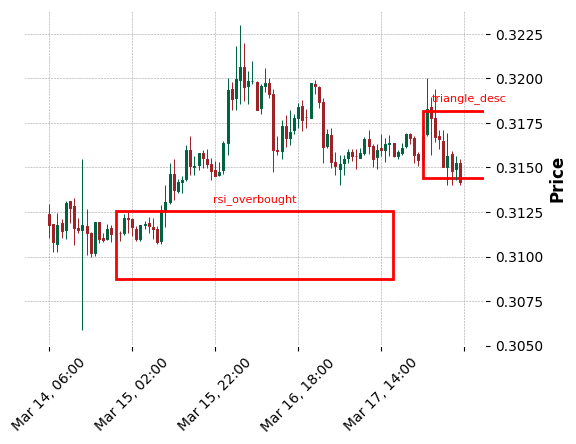 0.3225
0.3200
triangle_desc
0.3175
0.3150
rsi_overbought
0.3125
0.3100
0.3075
0.3050
Price
Mar 14, 06:00
Mar 15, 02:00
Mar 15, 22:00
Mar 16, 18:00
Mar 17, 14:00